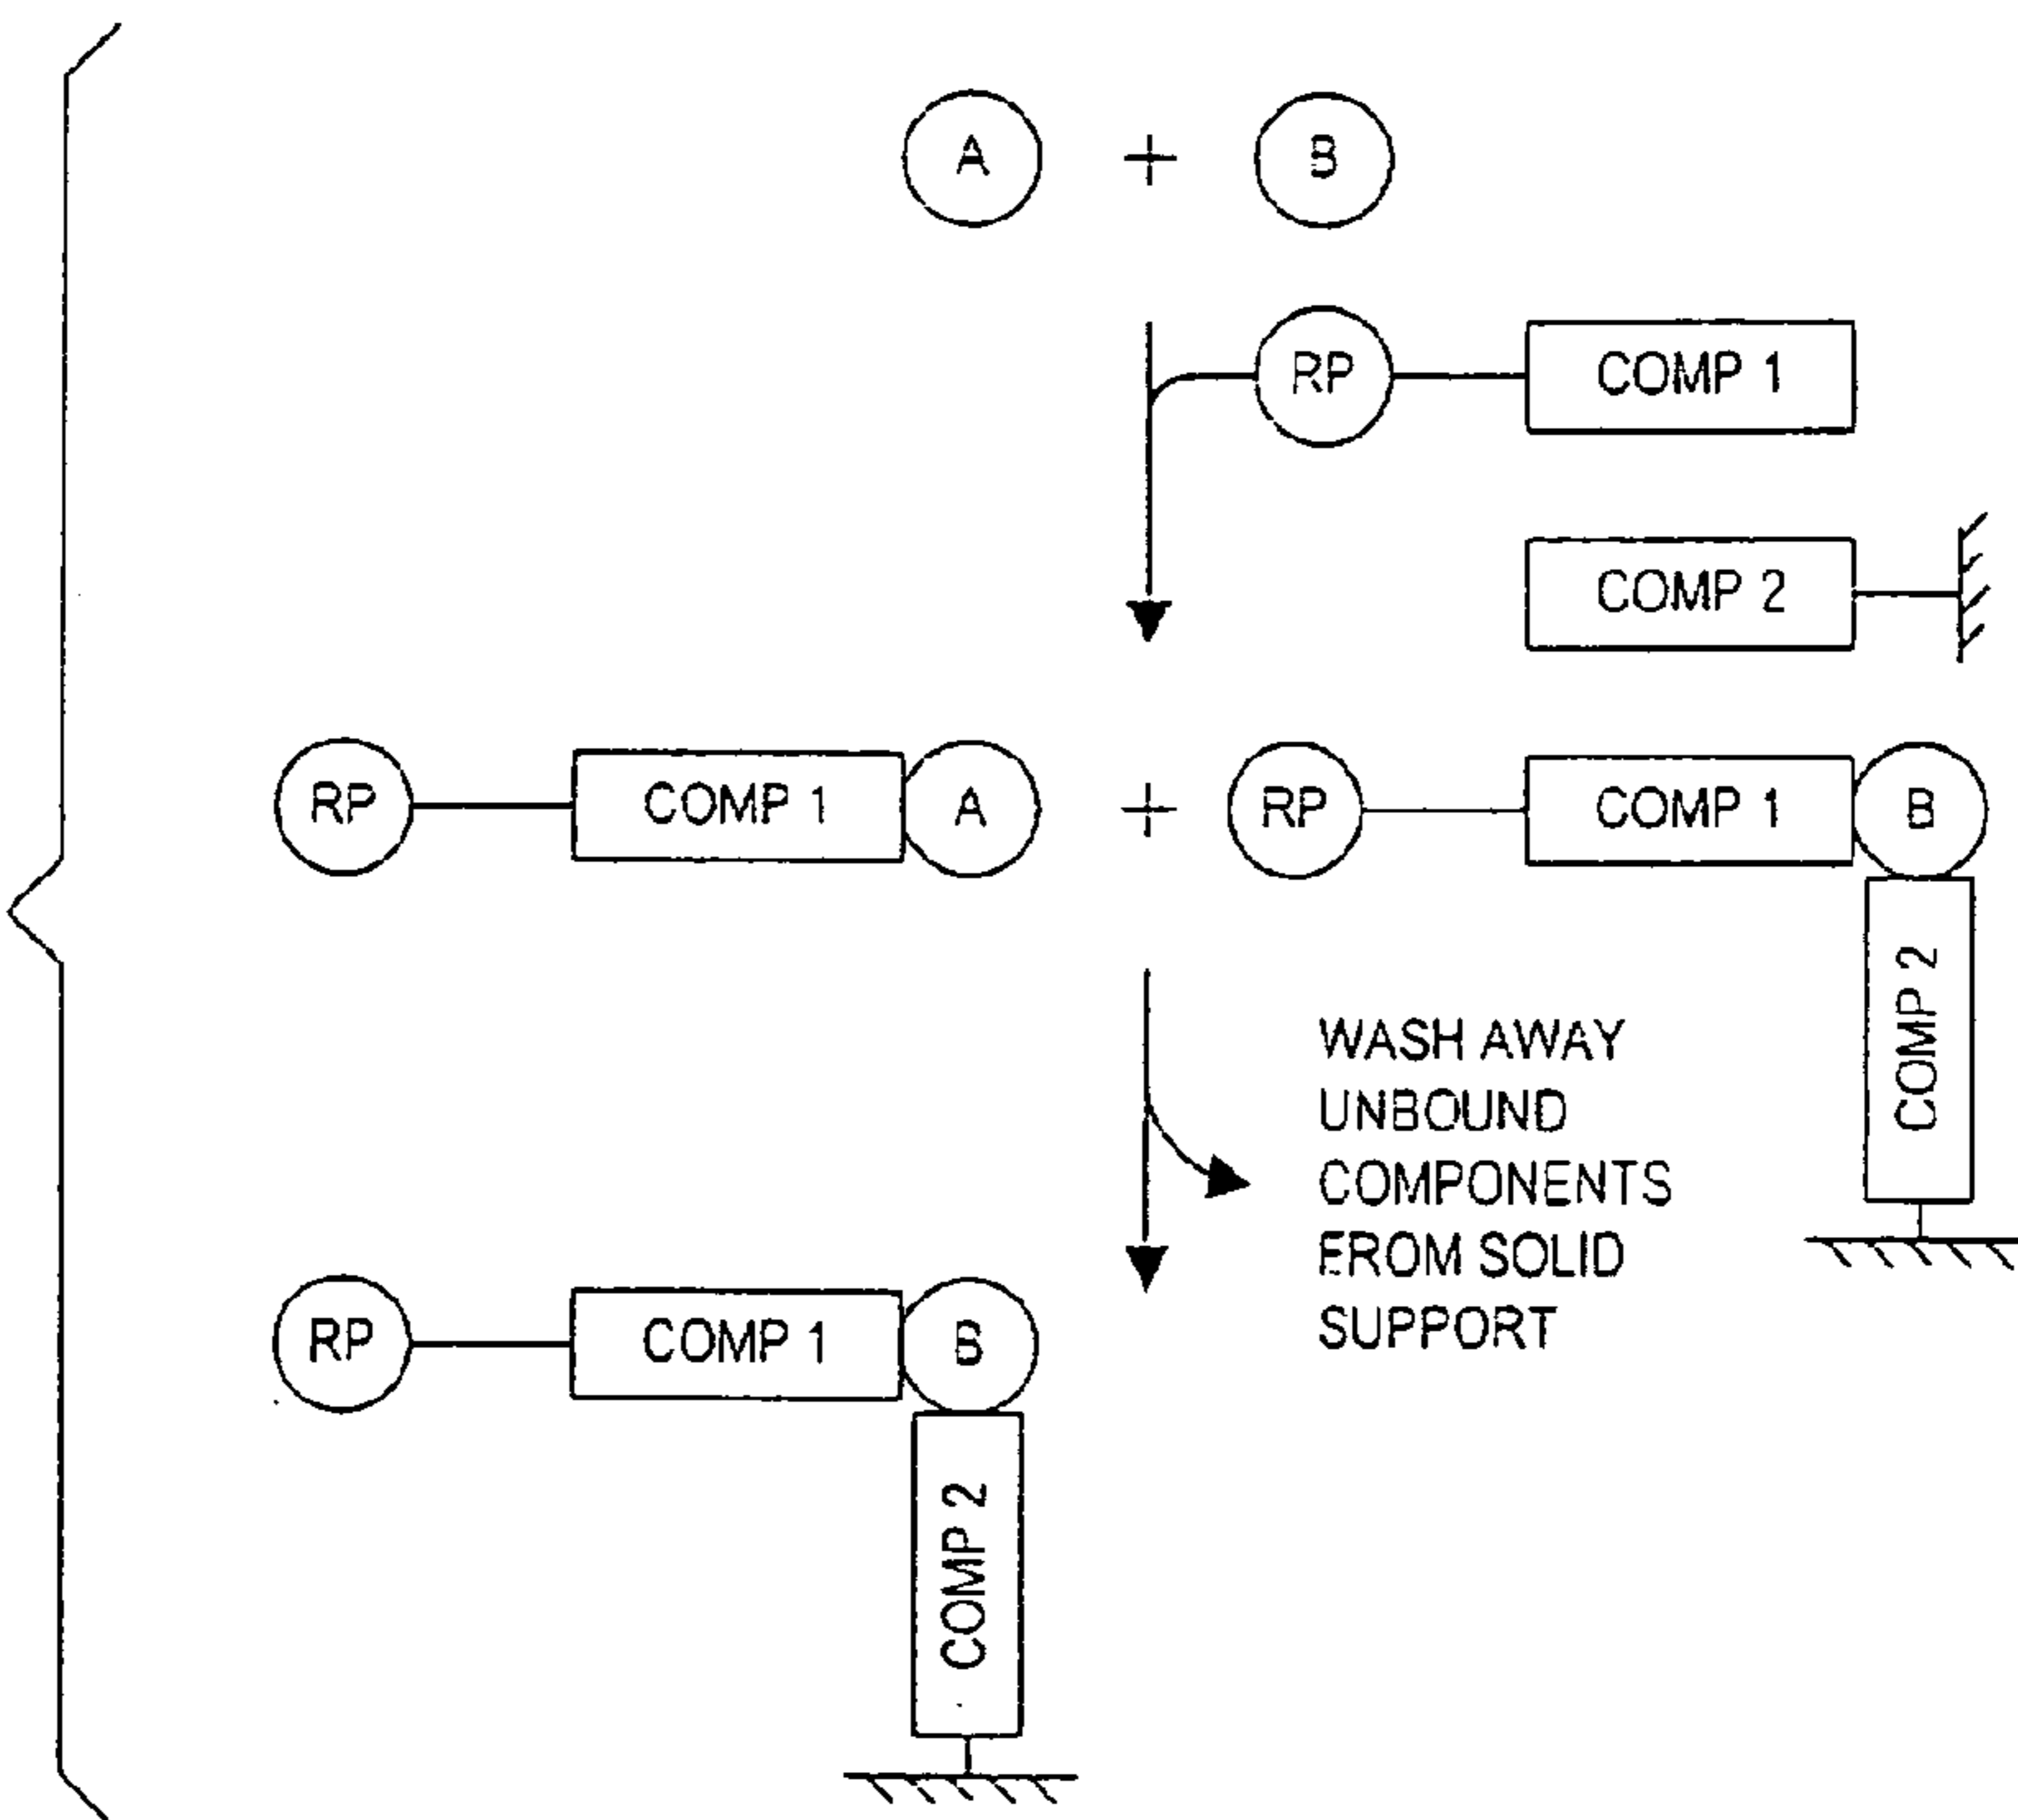 A + B
RP COMP 1
COMP 2
RP COMP 1 A + RP COMP 1 B
COMP 2
WASH AWAY
UNBOUND
COMPONENTS
FROM SOLID
SUPPORT
RP COMP 1 B
COMP 2